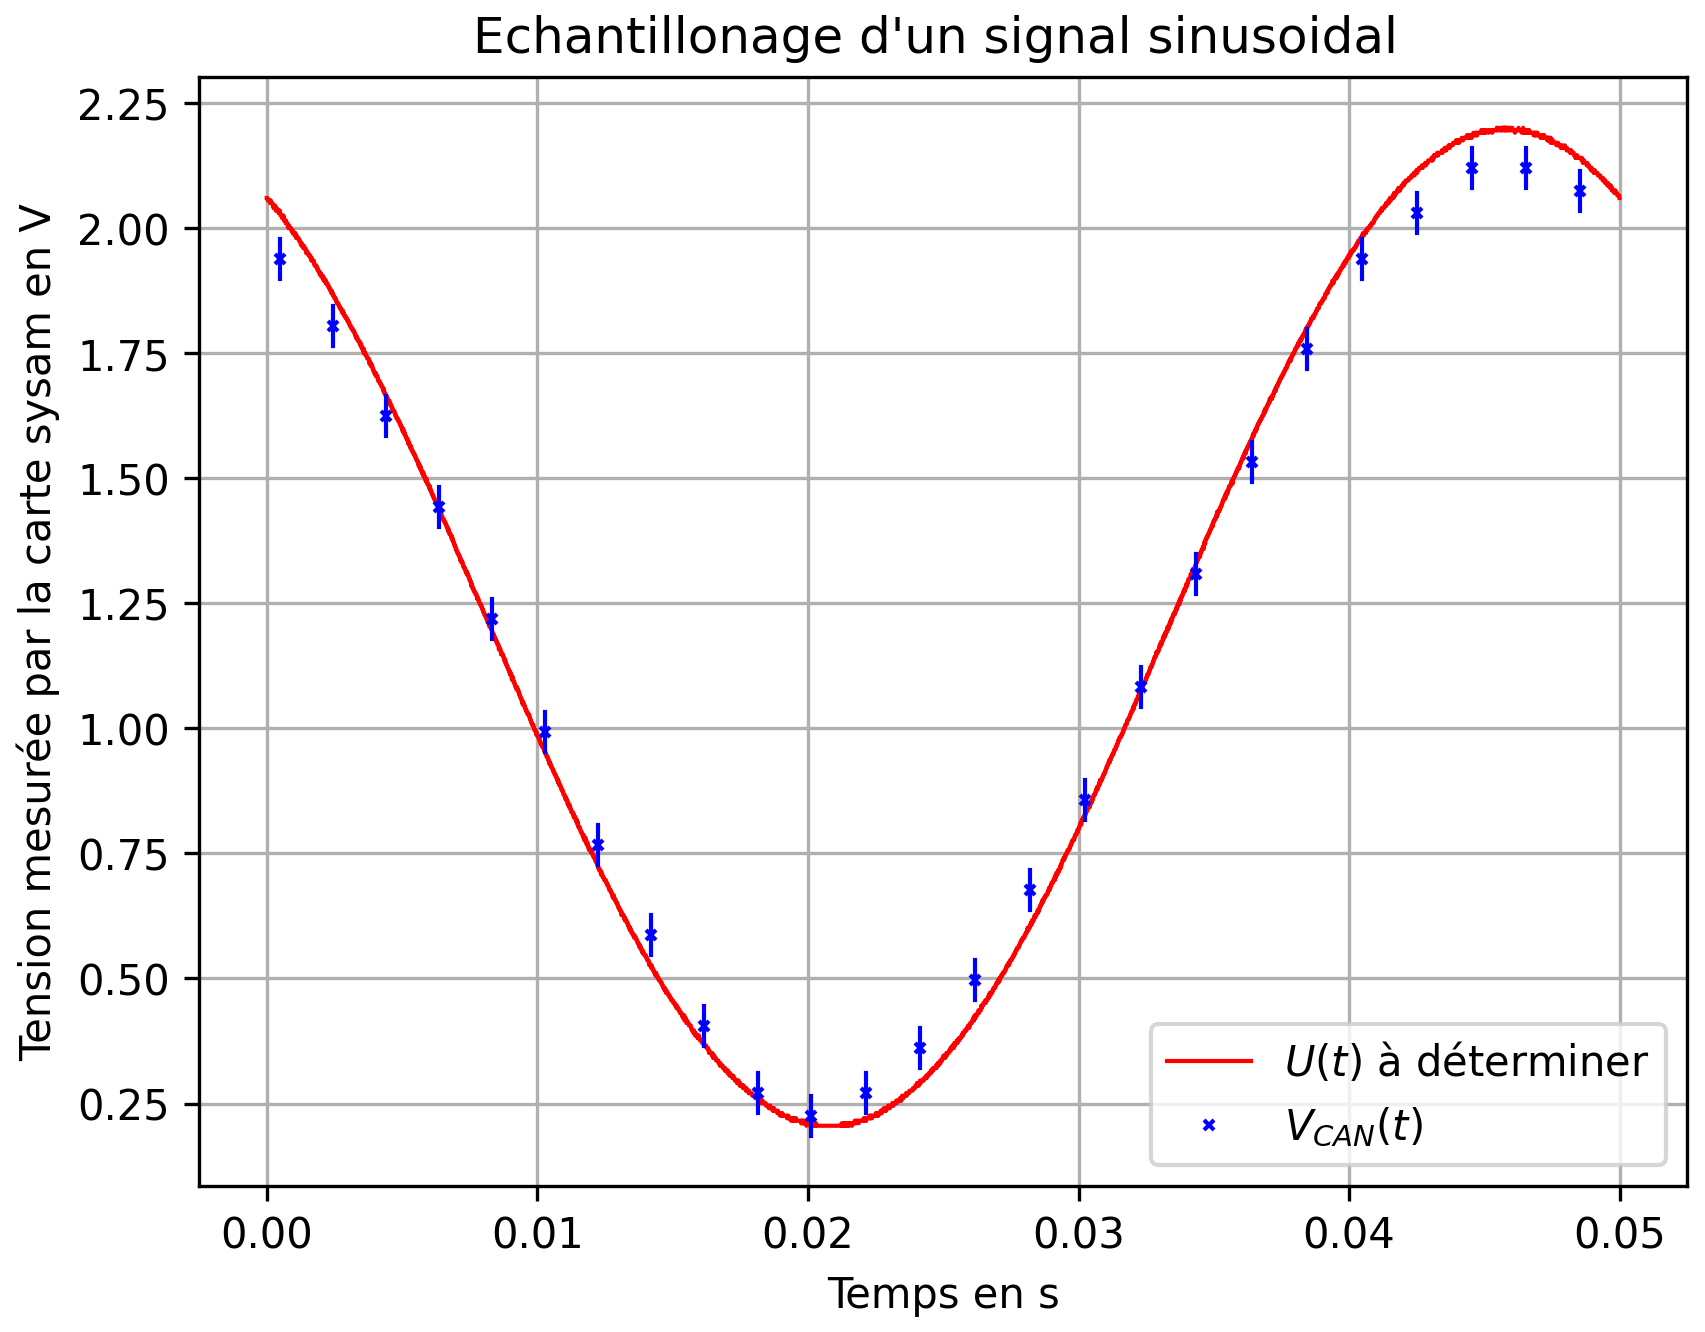 Echantillonage d'un signal sinusoidal
Tension mesurée par la carte sysam en V
2.25
2.00
1.75
1.50
1.25
1.00
0.75
0.50
0.25
U(t) à déterminer
V_CAN(t)
0.00 0.01 0.02 0.03 0.04 0.05
Temps en s